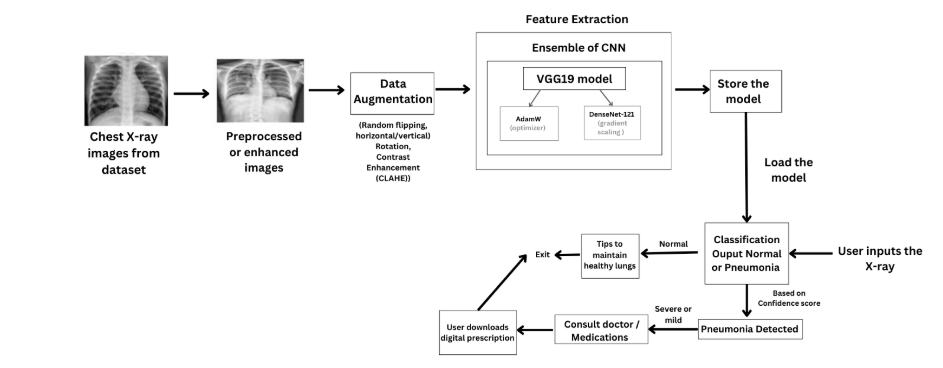 Feature Extraction
Ensemble of CNN
VGG19 model
AdamW
(optimizer)
DenseNet-121
(gradient
scaling )
Chest X-ray
images from
dataset
Preprocessed
or enhanced
images
Data
Augmentation
(Random flipping,
horizontal/vertical)
Rotation,
Contrast
Enhancement
(CLAHE))
Store the
model
Load the
model
Classification
Ouput Normal
or Pneumonia
User inputs the
X-ray
Normal
Tips to
maintain
healthy lungs
Exit
Based on
Confidence score
Pneumonia Detected
Severe or
mild
Consult doctor /
Medications
User downloads
digital prescription